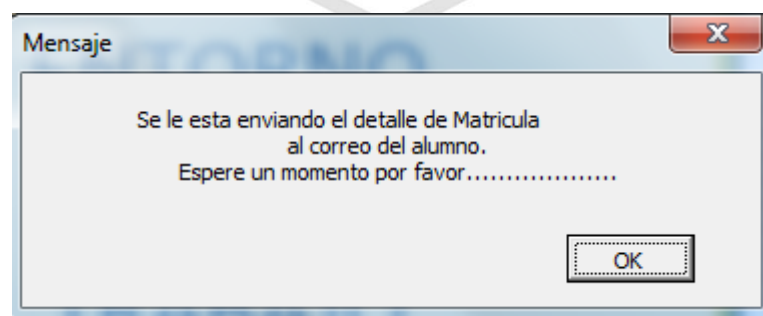 Mensaje
Se le esta enviando el detalle de Matricula
al correo del alumno.
Espere un momento por favor...................
OK